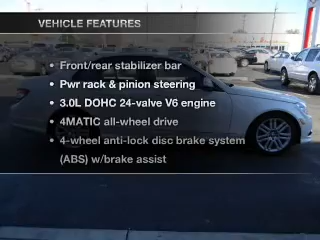 VEHICLE FEATURES
• Front/rear stabilizer bar
• Pwr rack & pinion steering
• 3.0L DOHC 24-valve V6 engine
• 4MATIC all-wheel drive
• 4-wheel anti-lock disc brake system
(ABS) w/brake assist